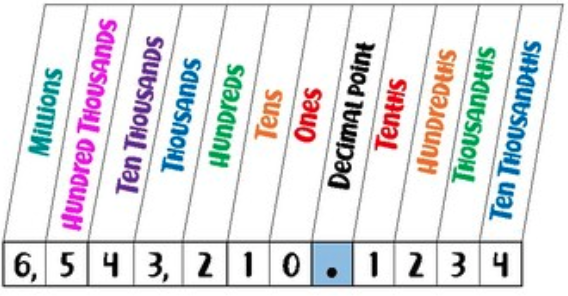 Millions
Hundred Thousands
Ten Thousands
Thousands
Hundreds
Tens
Ones
Decimal Point
Tenths
Hundredths
Thousandths
Ten Thousandths
6, 5 4 3, 2 1 0 . 1 2 3 4